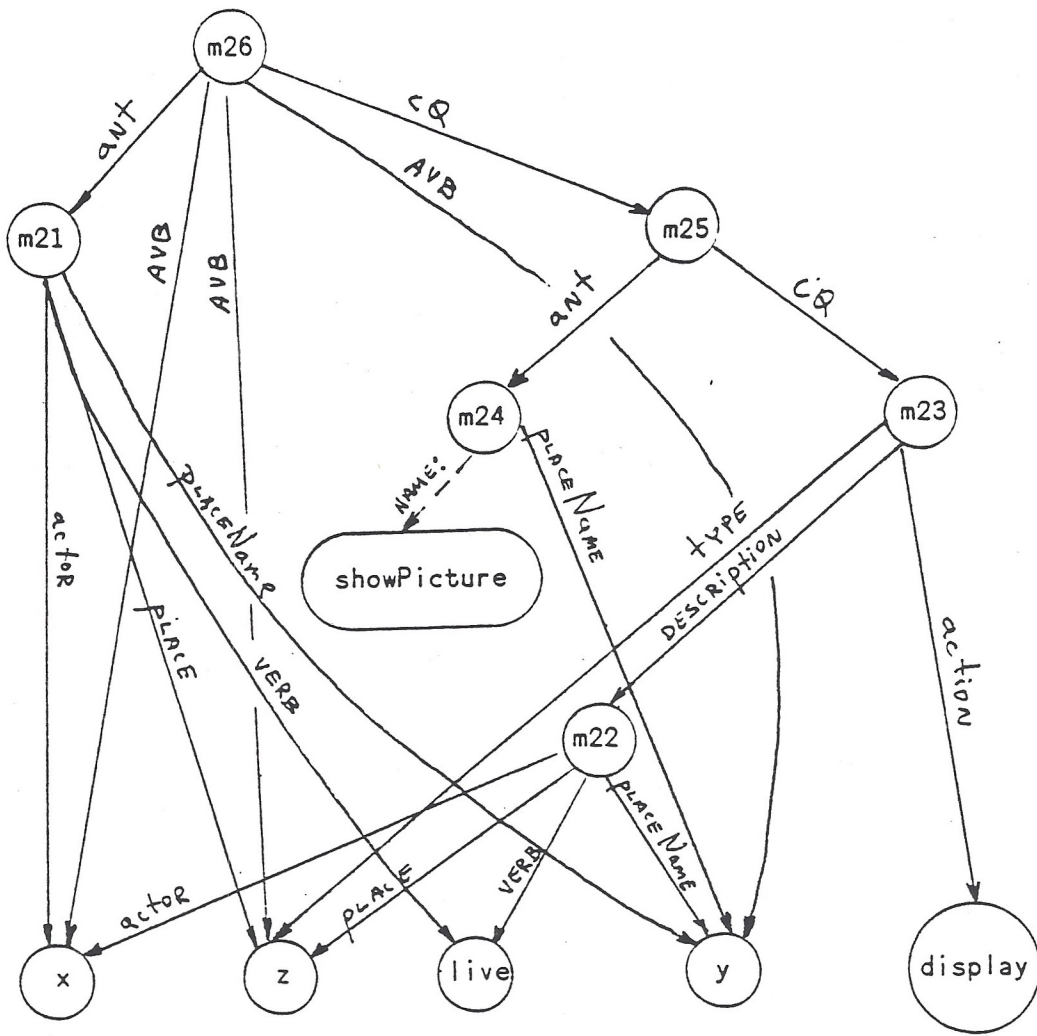 m26
aNt
CQ
AVB
AVB
AVB
m21
m25
aNt
CQ
m24
m23
NAME:
placeName
placeName
tYPE
DEscRiptioN
showPicture
actoR
plAcE
VERB
actioN
m22
actoR
plAcE
VERB
plAcEName
x
z
live
y
display